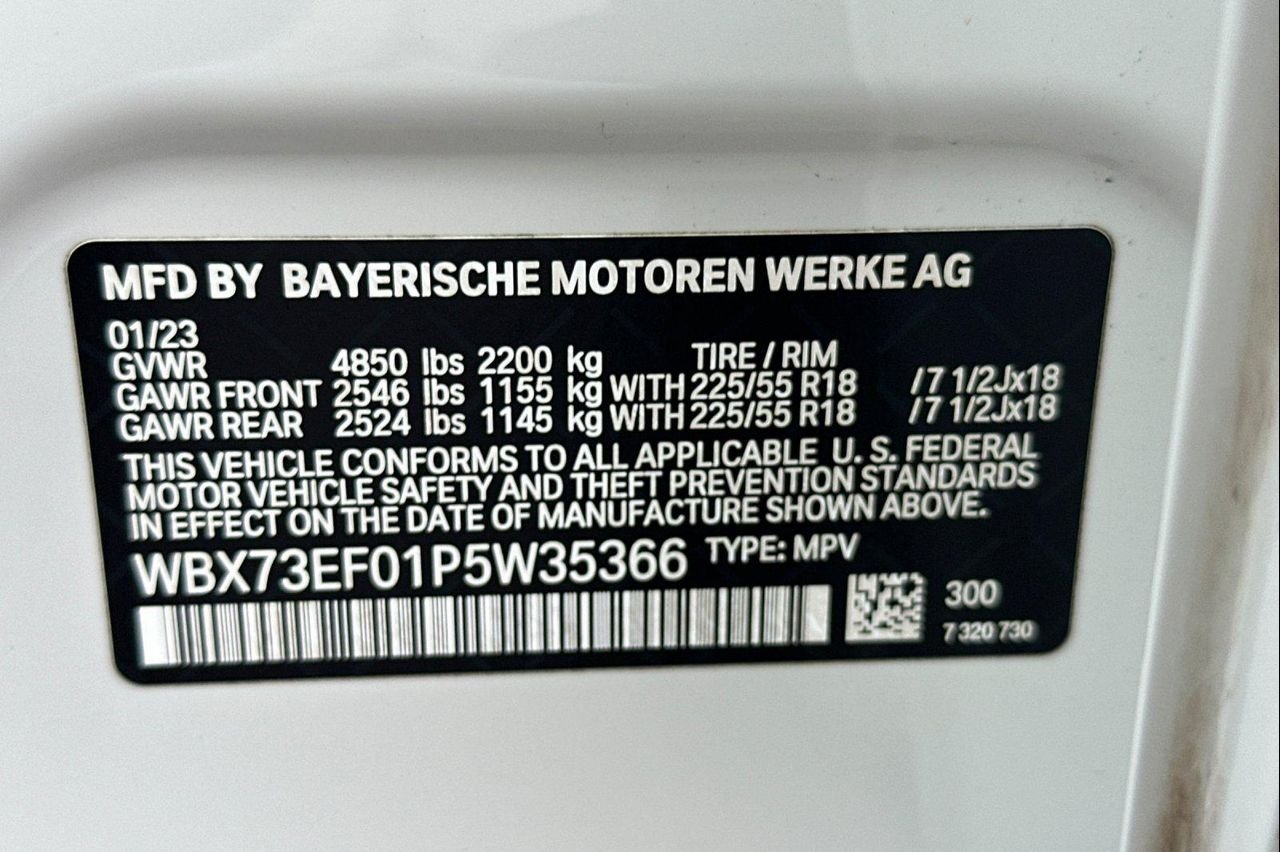 MFD BY BAYERISCHE MOTOREN WERKE AG
01/23
GVWR 4850 lbs 2200 kg TIRE / RIM
GAWR FRONT 2546 lbs 1155 kg WITH 225/55 R18 /7 1/2Jx18
GAWR REAR 2524 lbs 1145 kg WITH 225/55 R18 /7 1/2Jx18
THIS VEHICLE CONFORMS TO ALL APPLICABLE U. S. FEDERAL
MOTOR VEHICLE SAFETY AND THEFT PREVENTION STANDARDS
IN EFFECT ON THE DATE OF MANUFACTURE SHOWN ABOVE.
WBX73EF01P5W35366 TYPE: MPV
300
7 320 730